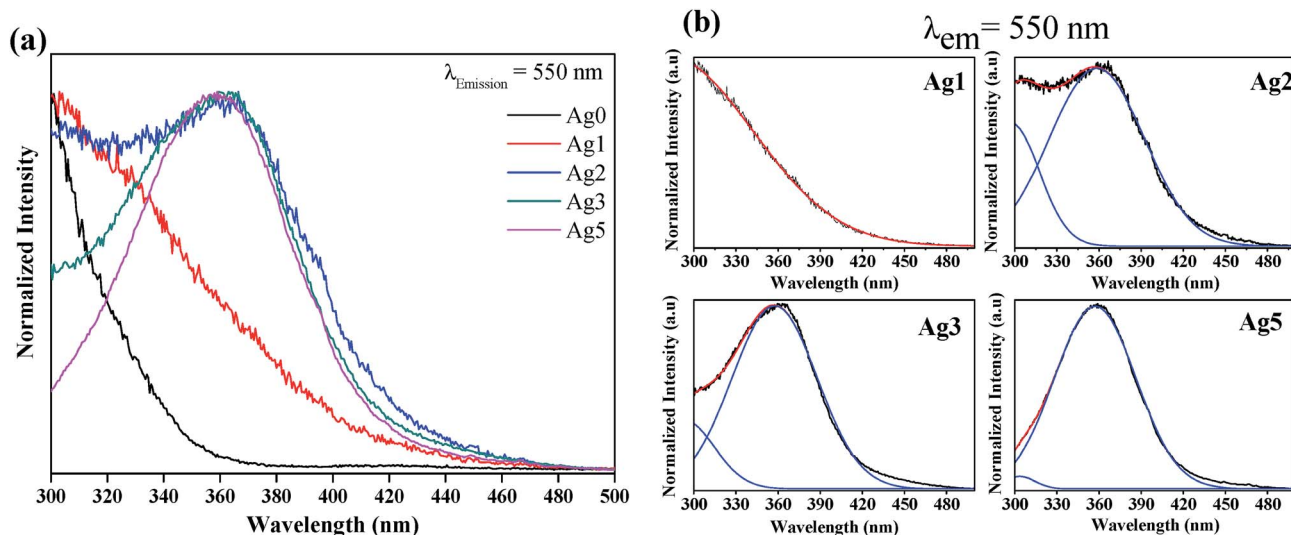 (a)
λEmission = 550 nm
Ag0
Ag1
Ag2
Ag3
Ag5
Normalized Intensity
300 320 340 360 380 400 420 440 460 480 500
Wavelength (nm)
(b)
λem= 550 nm
Ag1
Normalized Intensity (a.u)
300 330 360 390 420 450 480
Wavelength (nm)
Ag2
Normalized Intensity (a.u)
300 330 360 390 420 450 480
Wavelength (nm)
Ag3
Normalized Intensity (a.u)
300 330 360 390 420 450 480
Wavelength (nm)
Ag5
Normalized Intensity (a.u)
300 330 360 390 420 450 480
Wavelength (nm)